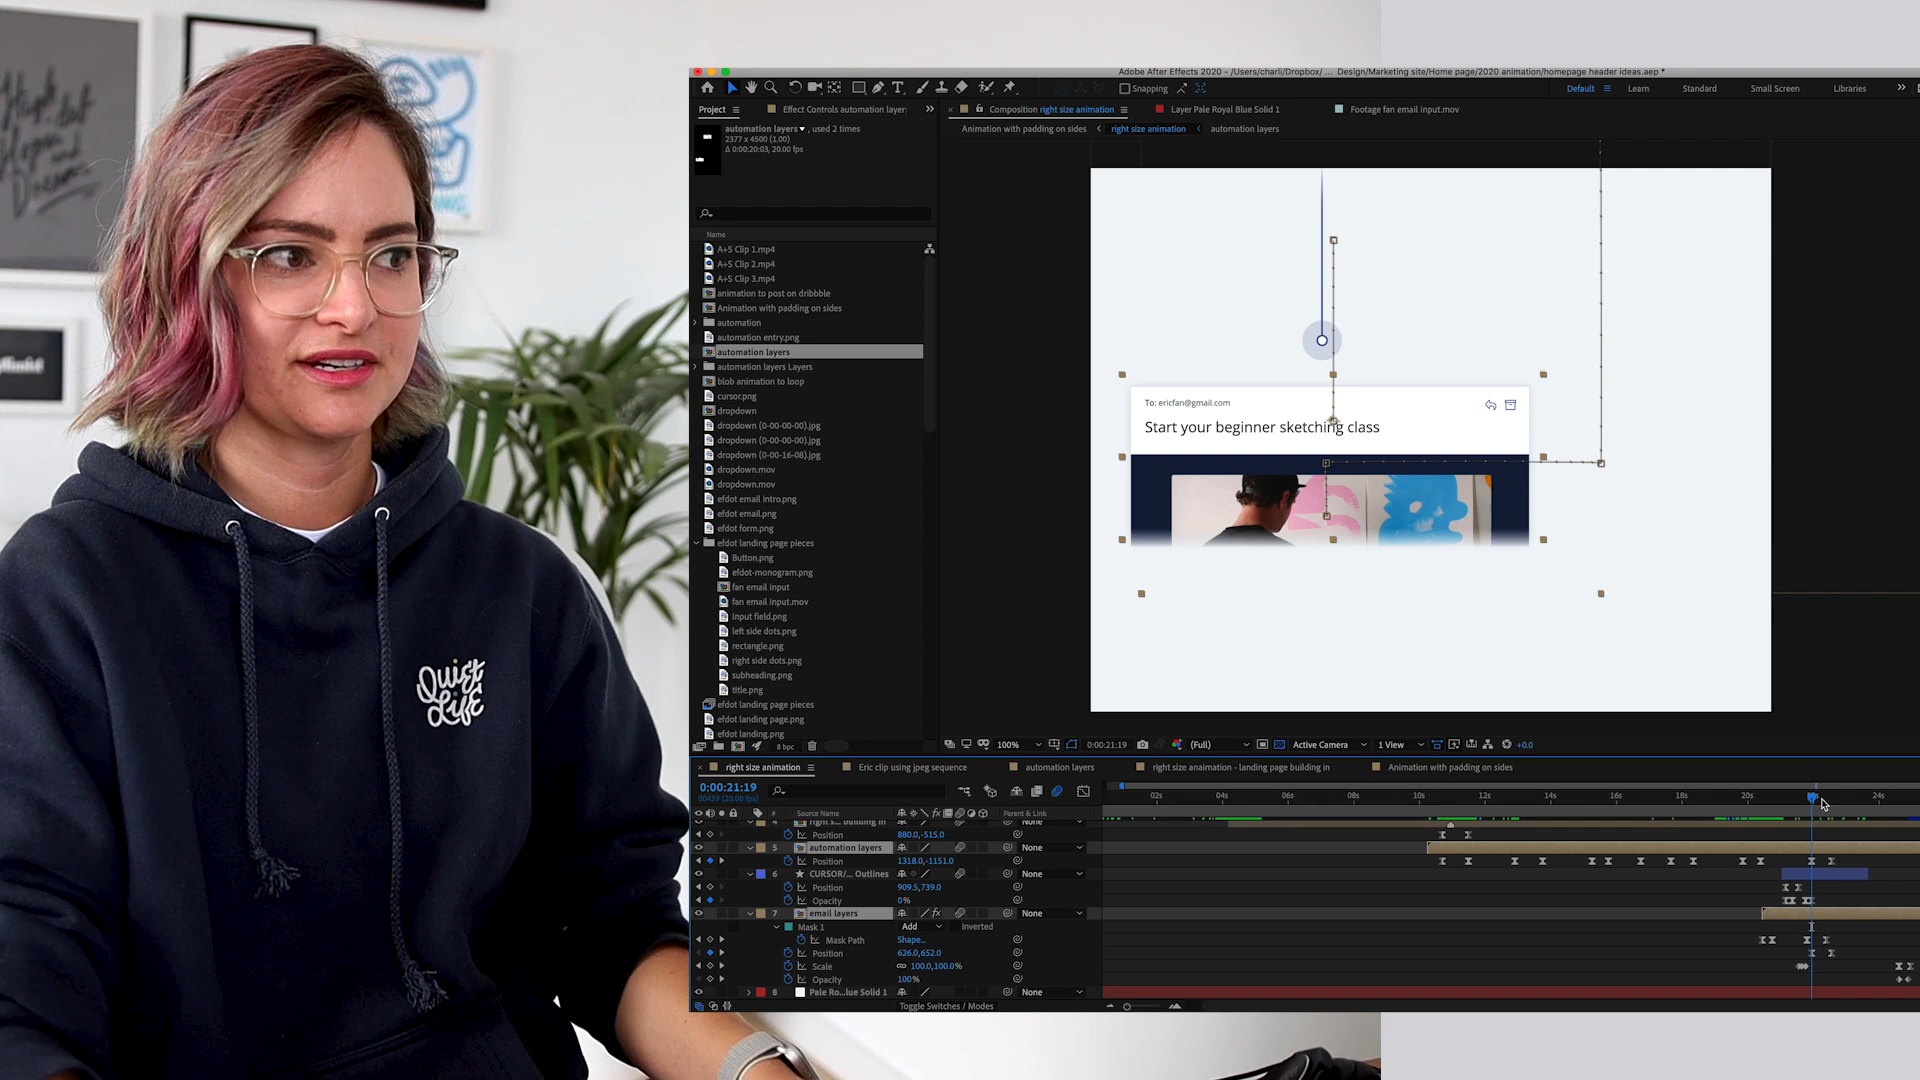 Adobe After Effects 2020 - /Users/charli/Dropbox/ ... Design/Marketing site/Home page/2020 animation/homepage header ideas.aep *
Snapping
Default
Learn
Standard
Small Screen
Libraries
Project
Effect Controls automation layer
Composition right size animation
Layer Pale Royal Blue Solid 1
Footage fan email input.mov
Animation with padding on sides
right size animation
automation layers
automation layers
, used 2 times
2377 x 4500 (1.00)
Δ 0:00:20:03, 20.00 fps
Name
A+S Clip 1.mp4
A+S Clip 2.mp4
A+S Clip 3.mp4
animation to post on dribbble
Animation with padding on sides
automation
automation entry.png
automation layers
automation layers Layers
blob animation to loop
cursor.png
dropdown
dropdown (0-00-00-00).jpg
dropdown (0-00-00-00).jpg
dropdown (0-00-16-08).jpg
dropdown.mov
dropdown.mov
efdot email intro.png
efdot email.png
efdot form.png
efdot landing page pieces
Button.png
efdot-monogram.png
fan email input
fan email input.mov
Input field.png
left side dots.png
rectangle.png
right side dots.png
subheading.png
title.png
efdot landing page pieces
efdot landing page.png
efdot landing.png
8 bpc
To: ericfan@gmail.com
Start your beginner sketching class
100%
0:00:21:19
(Full)
Active Camera
1 View
+0.0
right size animation
Eric clip using jpeg sequence
automation layers
right size anaimation - landing page building in
Animation with padding on sides
0:00:21:19
00439 (20.00 fps)
02s
04s
06s
08s
10s
12s
14s
16s
18s
20s
24s
#
Source Name
Parent & Link
4
None
Position
880.0,-515.0
5
automation layers
None
Position
1318.0,-1151.0
6
CURSOR/... Outlines
None
Position
909.5,739.0
Opacity
0%
7
email layers
None
Mask 1
Add
Inverted
Mask Path
Shape...
Position
626.0,652.0
Scale
100.0,100.0%
Opacity
100%
8
Pale Ro...lue Solid 1
None
Toggle Switches / Modes
Quiet
Life